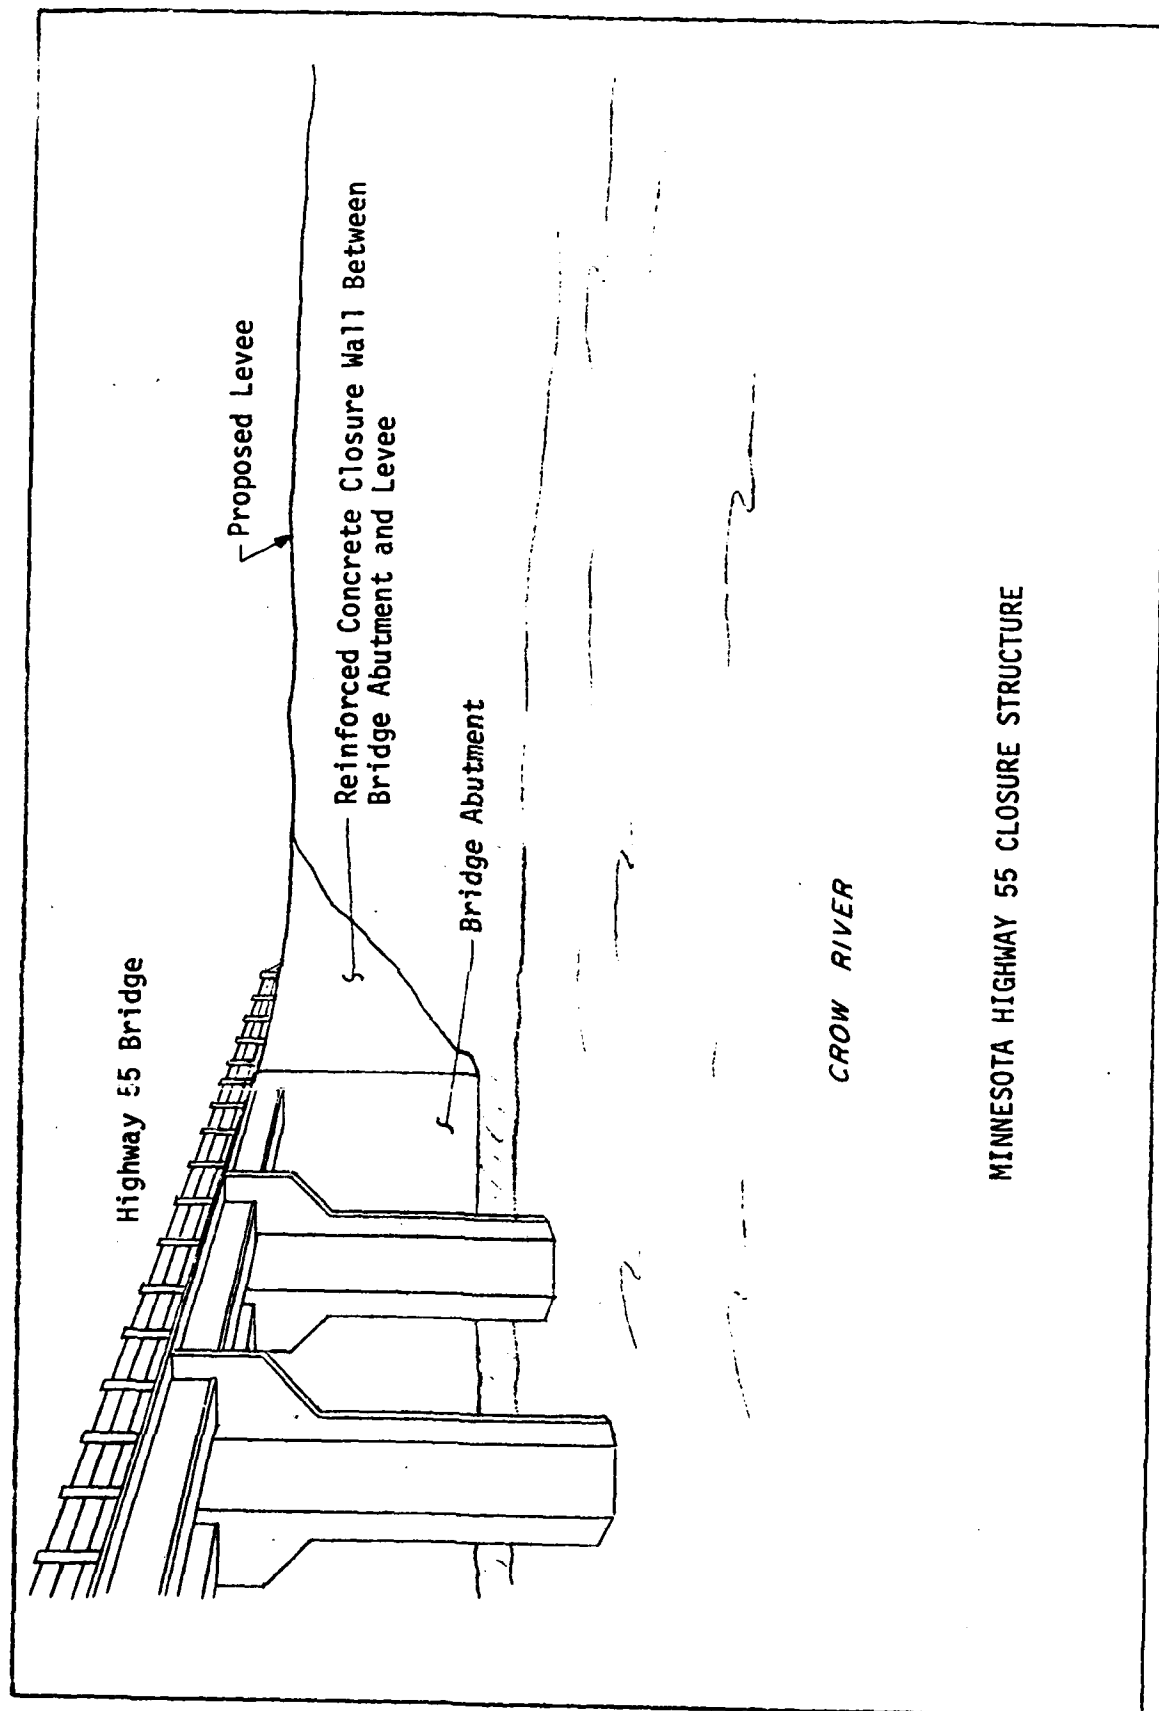 Highway 55 Bridge
Proposed Levee
Reinforced Concrete Closure Wall Between
Bridge Abutment and Levee
Bridge Abutment
CROW RIVER
MINNESOTA HIGHWAY 55 CLOSURE STRUCTURE